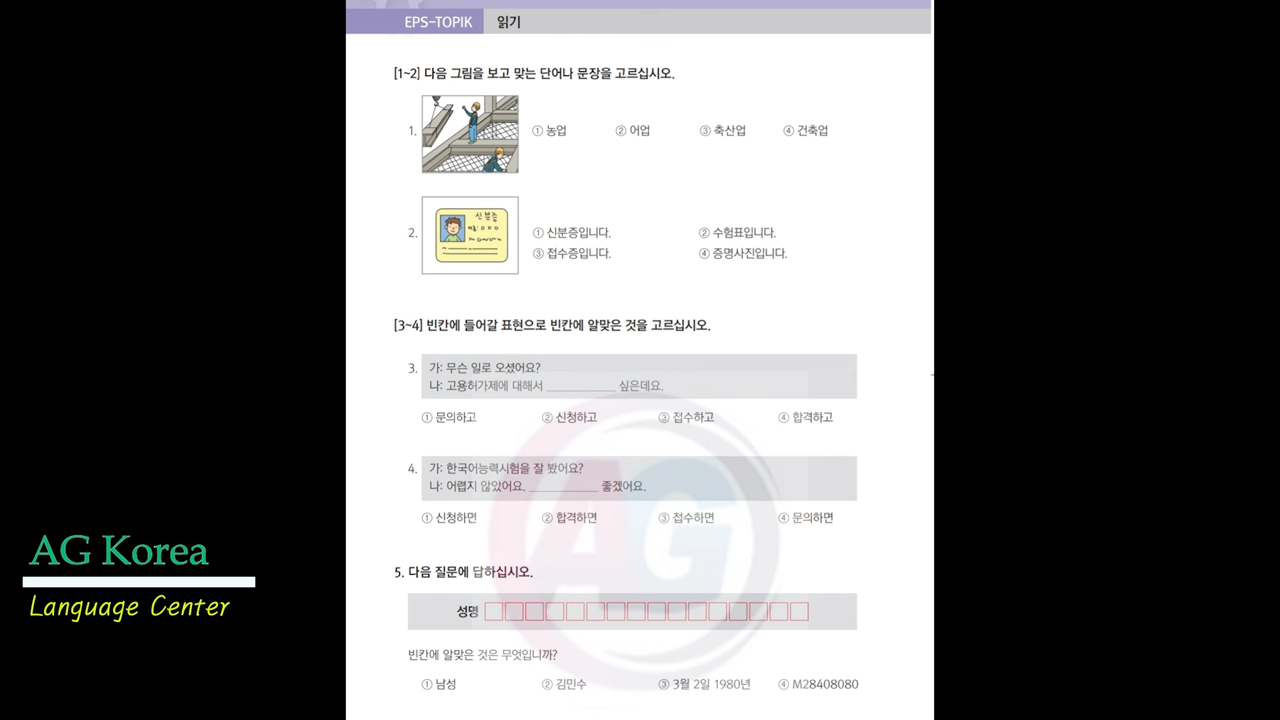 EPS-TOPIK 읽기
[1~2] 다음 그림을 보고 맞는 단어나 문장을 고르십시오.
1. ① 농업 ② 어업 ③ 축산업 ④ 건축업
신분증
2. ① 신분증입니다. ② 수험표입니다.
③ 접수증입니다. ④ 증명사진입니다.
[3~4] 빈칸에 들어갈 표현으로 빈칸에 알맞은 것을 고르십시오.
3. 가: 무슨 일로 오셨어요?
나: 고용허가제에 대해서 __________ 싶은데요.
① 문의하고 ② 신청하고 ③ 접수하고 ④ 합격하고
4. 가: 한국어능력시험을 잘 봤어요?
나: 어렵지 않았어요. __________ 좋겠어요.
① 신청하면 ② 합격하면 ③ 접수하면 ④ 문의하면
5. 다음 질문에 답하십시오.
성명
빈칸에 알맞은 것은 무엇입니까?
① 남성 ② 김민수 ③ 3월 2일 1980년 ④ M28408080
AG
AG Korea
Language Center